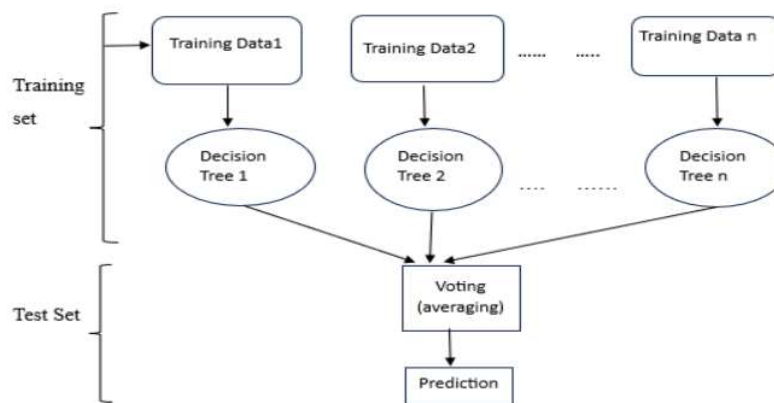 Training Data1
Training Data2
...... .....
Training Data n
Training
set
Decision
Tree 1
Decision
Tree 2
.... ......
Decision
Tree n
Voting
(averaging)
Test Set
Prediction